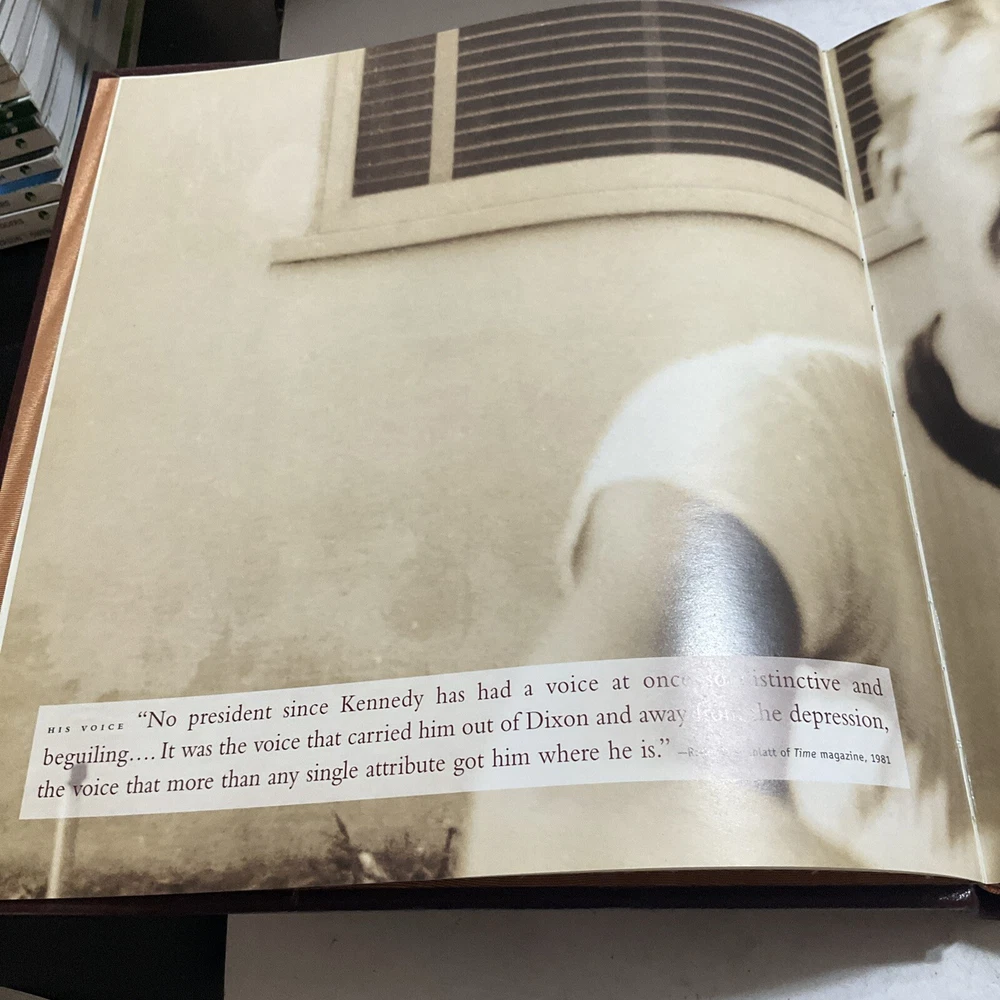 HIS VOICE “No president since Kennedy has had a voice at once distinctive and
beguiling.... It was the voice that carried him out of Dixon and away from the depression,
the voice that more than any single attribute got him where he is.” —blatt of Time magazine, 1981